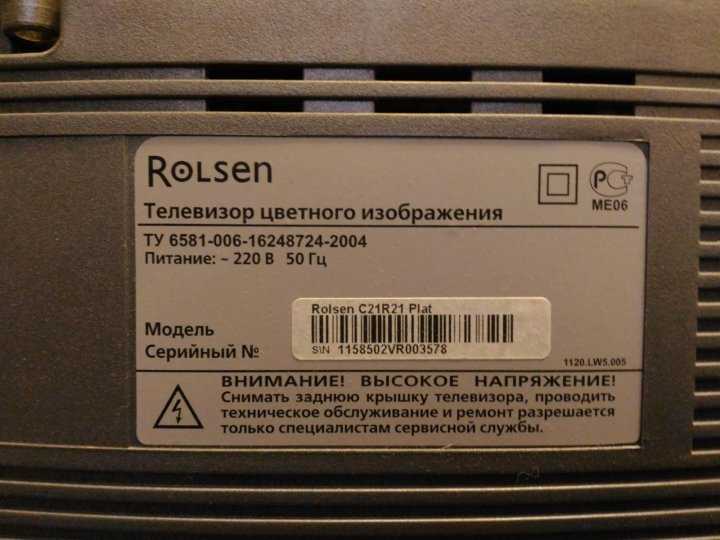 Rolsen
РСТ
МЕ06
Телевизор цветного изображения
ТУ 6581-006-16248724-2004
Питание: ~ 220 В 50 Гц
Rolsen C21R21 Plat
Модель
Серийный №
S\N 1158502VR003578
1120.LW5.005
ВНИМАНИЕ! ВЫСОКОЕ НАПРЯЖЕНИЕ!
Снимать заднюю крышку телевизора, проводить
техническое обслуживание и ремонт разрешается
только специалистам сервисной службы.